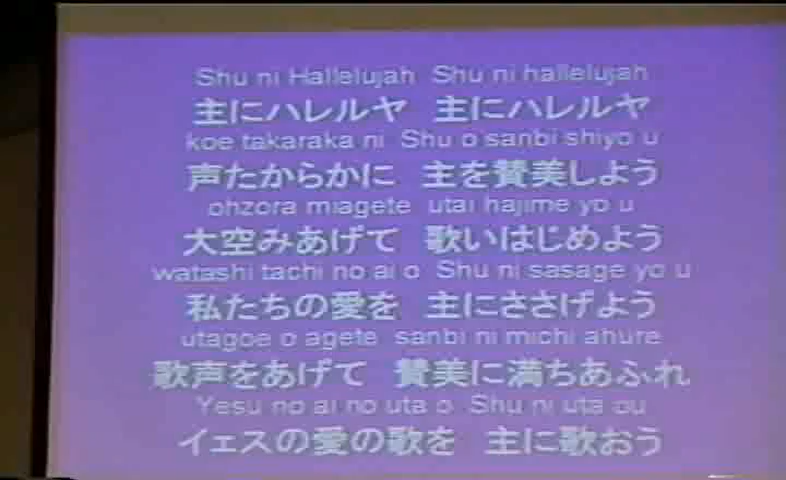 Shu ni Hallelujah Shu ni hallelujah
主にハレルヤ 主にハレルヤ
koe takaraka ni Shu o sanbi shiyo u
声たからかに 主を賛美しよう
ohzora miagete utai hajime yo u
大空みあげて 歌いはじめよう
watashi tachi no ai o Shu ni sasage yo u
私たちの愛を 主にささげよう
utagoe o agete sanbi ni michi ahure
歌声をあげて 賛美に満ちあふれ
Yesu no ai no uta o Shu ni uta ou
イェスの愛の歌を 主に歌おう